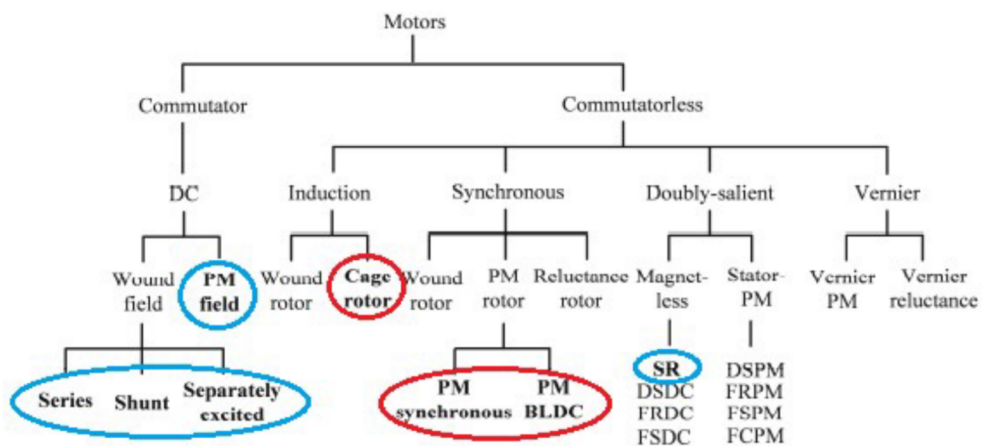 Motors
Commutator Commutatorless
DC Induction Synchronous Doubly-salient Vernier
Wound field
PM field
Wound rotor
Cage rotor
Wound rotor
PM rotor
Reluctance rotor
Magnet-less
Stator-PM
Vernier PM
Vernier reluctance
Series Shunt Separately excited
PM synchronous
PM BLDC
SR
DSDC
FRDC
FSDC
DSPM
FRPM
FSPM
FCPM